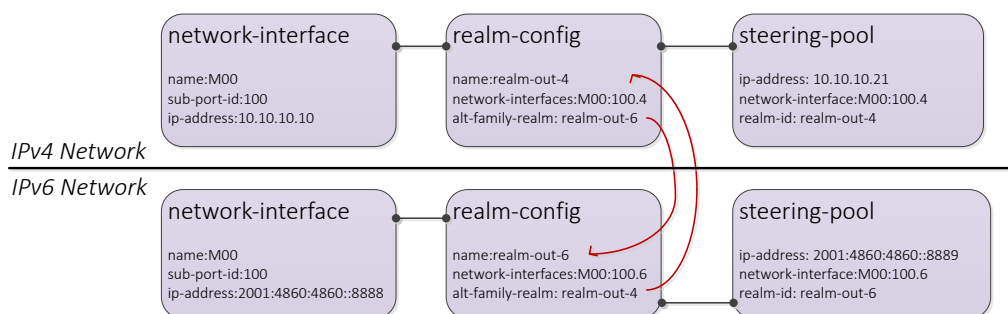 network-interface
name:M00
sub-port-id:100
ip-address:10.10.10.10
realm-config
name:realm-out-4
network-interfaces:M00:100.4
alt-family-realm: realm-out-6
steering-pool
ip-address: 10.10.10.21
network-interface:M00:100.4
realm-id: realm-out-4
IPv4 Network
IPv6 Network
network-interface
name:M00
sub-port-id:100
ip-address:2001:4860:4860::8888
realm-config
name:realm-out-6
network-interfaces:M00:100.6
alt-family-realm: realm-out-4
steering-pool
ip-address: 2001:4860:4860::8889
network-interface:M00:100.6
realm-id: realm-out-6